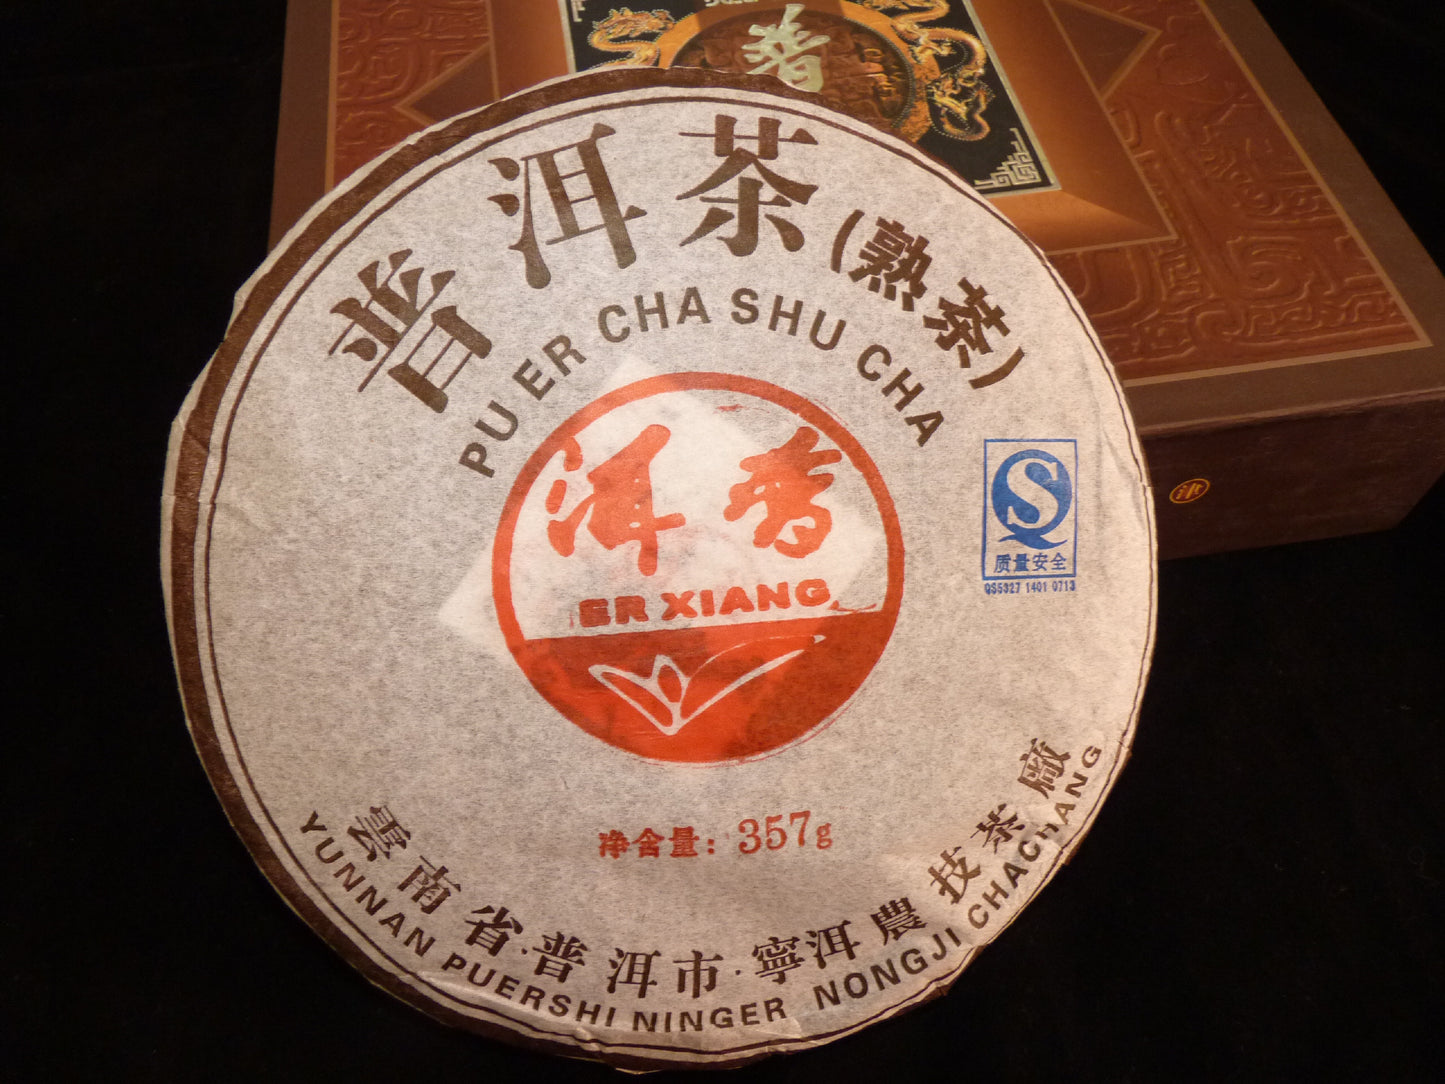 普
普洱茶(熟茶)
PU ER CHA SHU CHA
洱普
ER XIANG
质量安全
QS5327 1401 0713
净含量：357g
雲南省·普洱市·寧洱農技茶廠
YUNNAN PUERSHI NINGER NONGJI CHACHANG